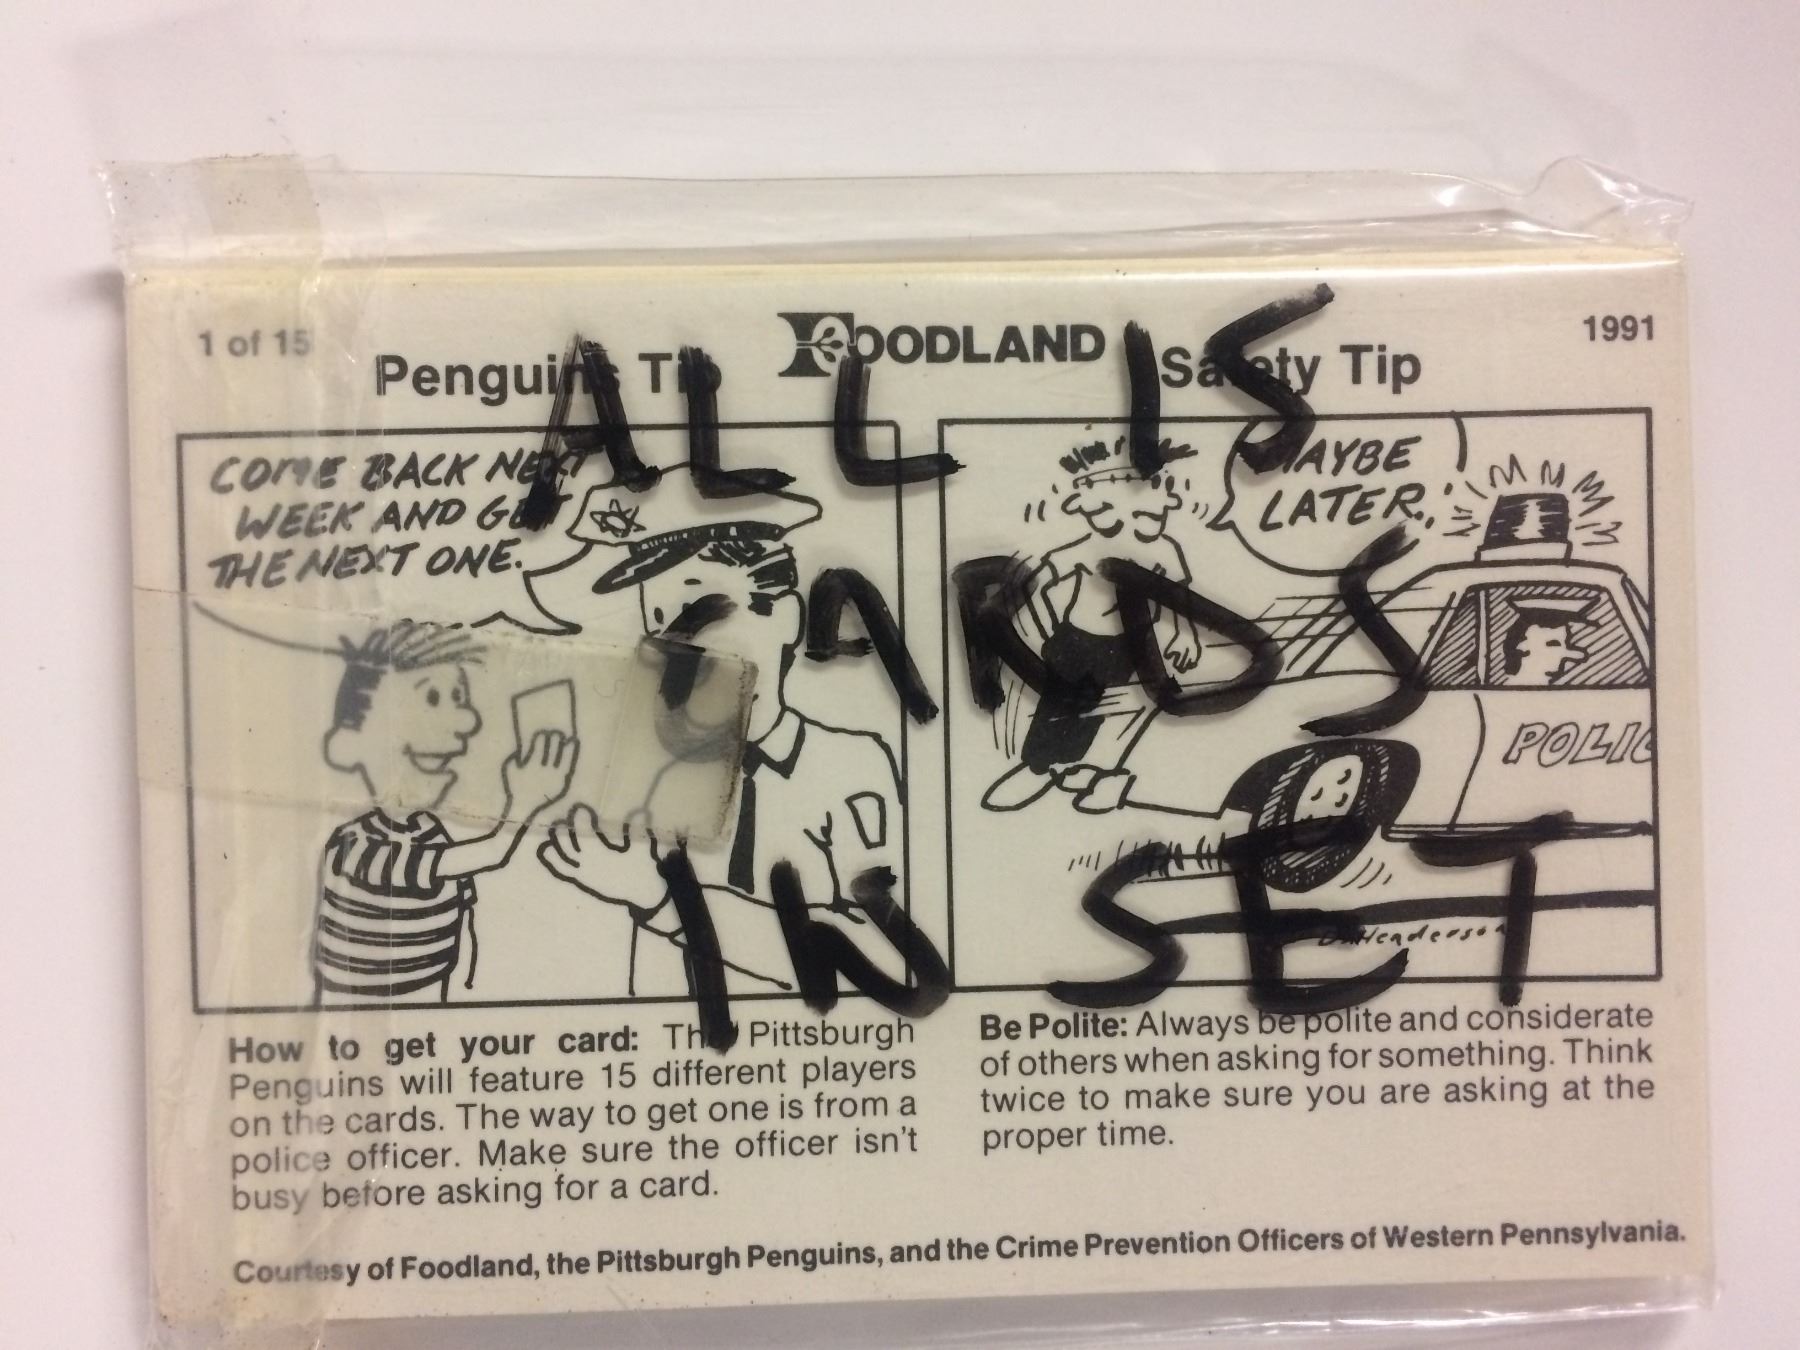 1 of 15
FOODLAND
1991
Penguins Tip
Safety Tip
COME BACK NEXT
WEEK AND GET
THE NEXT ONE.
MAYBE
LATER.
POLIC
D. Henderson
How to get your card: The Pittsburgh
Penguins will feature 15 different players
on the cards. The way to get one is from a
police officer. Make sure the officer isn't
busy before asking for a card.
Be Polite: Always be polite and considerate
of others when asking for something. Think
twice to make sure you are asking at the
proper time.
Courtesy of Foodland, the Pittsburgh Penguins, and the Crime Prevention Officers of Western Pennsylvania.
ALL IS
CARDS
IN SET